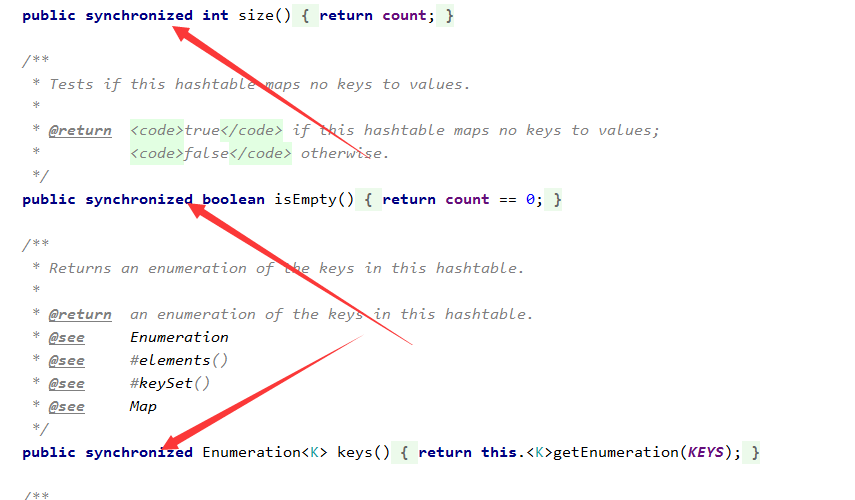 public synchronized int size() { return count; }
/**
* Tests if this hashtable maps no keys to values.
*
* @return <code>true</code> if this hashtable maps no keys to values;
* <code>false</code> otherwise.
*/
public synchronized boolean isEmpty() { return count == 0; }
/**
* Returns an enumeration of the keys in this hashtable.
*
* @return an enumeration of the keys in this hashtable.
* @see Enumeration
* @see #elements()
* @see #keySet()
* @see Map
*/
public synchronized Enumeration<K> keys() { return this.<K>getEnumeration(KEYS); }
/**